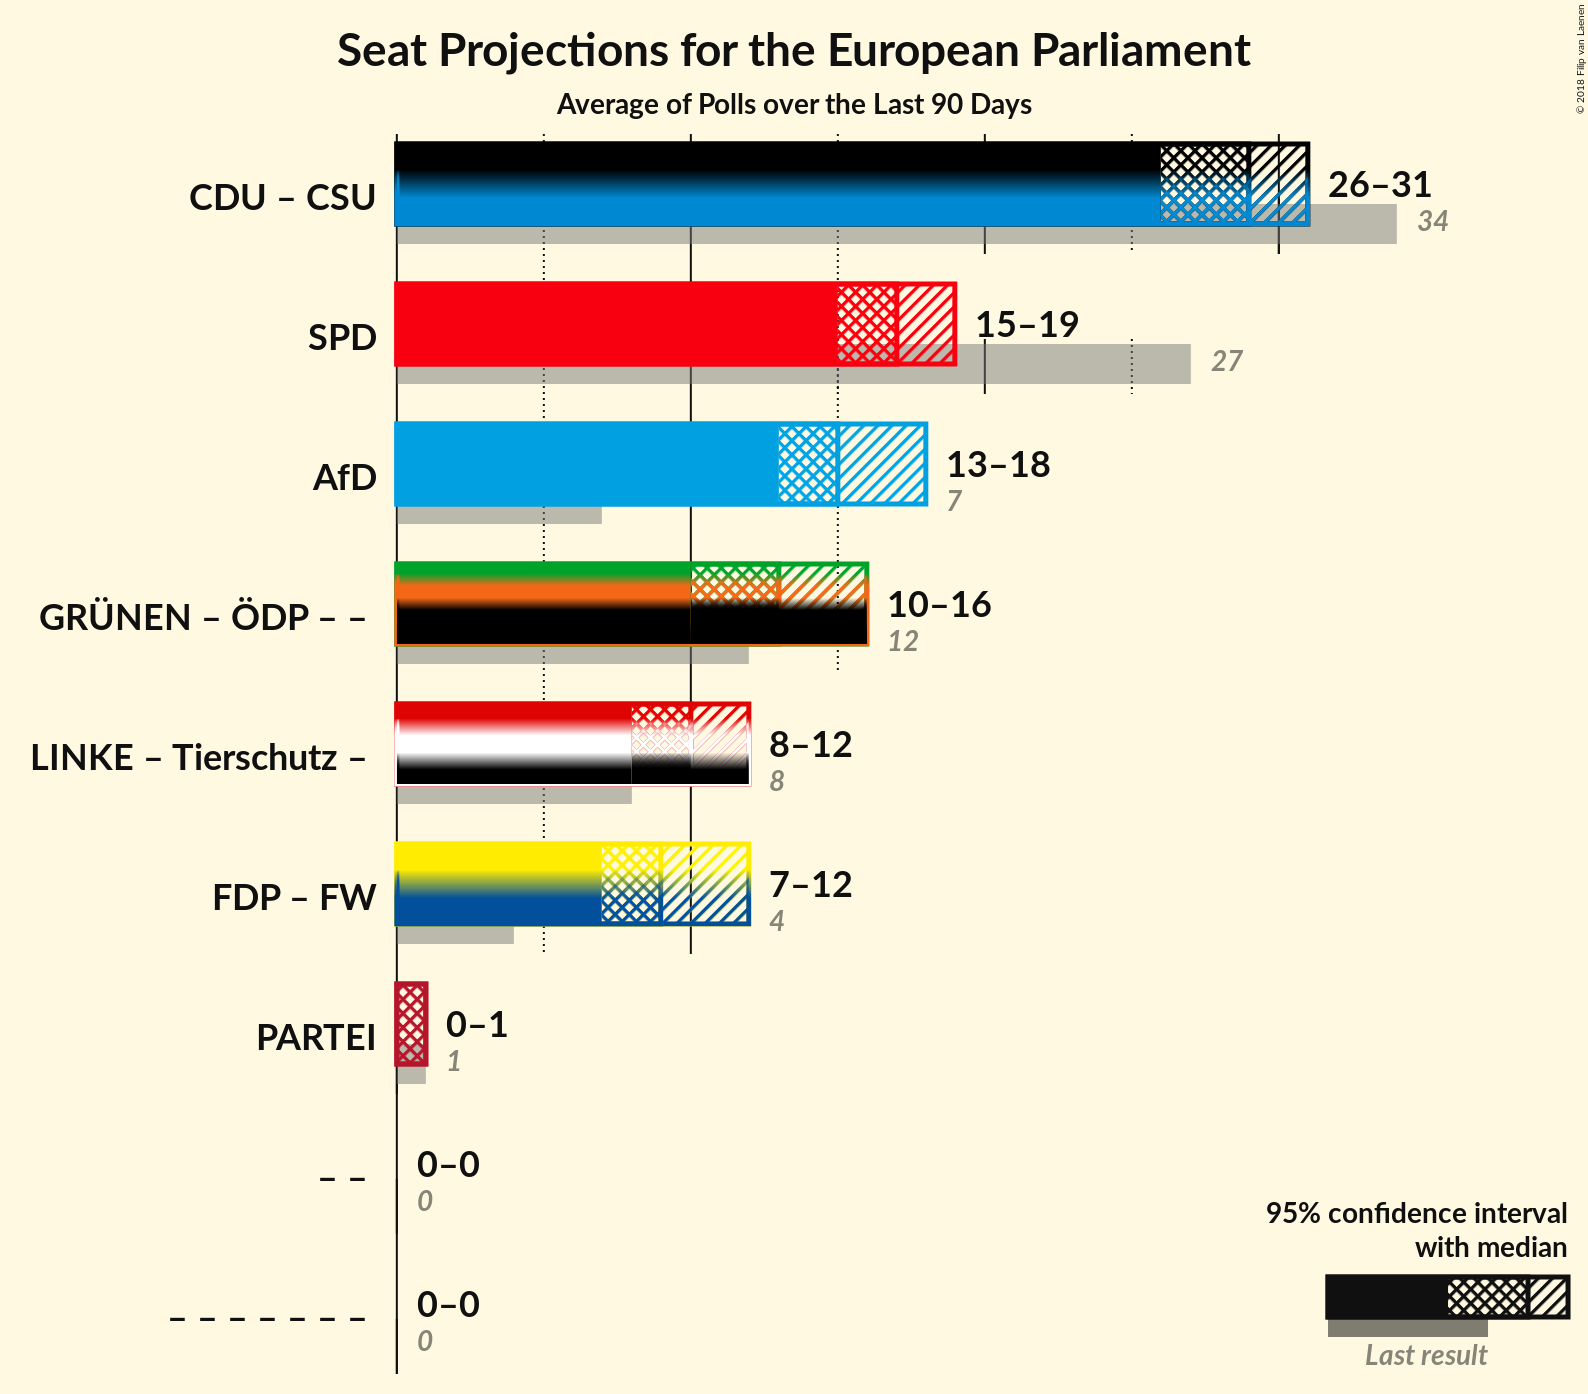 Seat Projections for the European Parliament
Average of Polls over the Last 90 Days
© 2018 Filip van Laenen
CDU – CSU
26–31
34
SPD
15–19
27
AfD
13–18
7
GRÜNEN – ÖDP – –
10–16
12
LINKE – Tierschutz –
8–12
8
FDP – FW
7–12
4
PARTEI
0–1
1
– –
0–0
0
– – – – – – –
0–0
0
95% confidence interval
with median
Last result